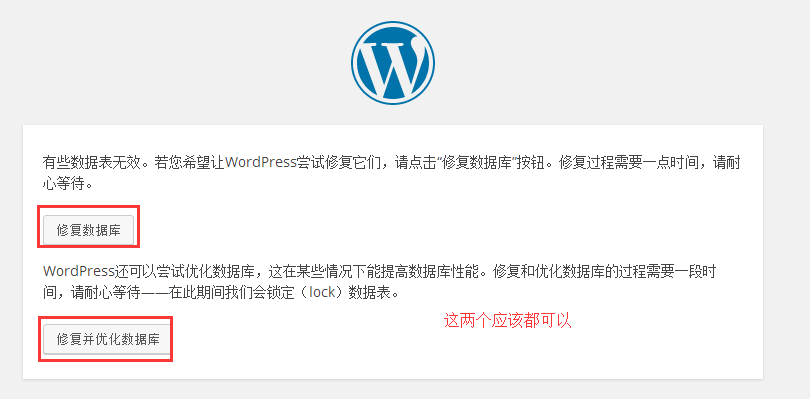 有些数据表无效。若您希望让WordPress尝试修复它们，请点击“修复数据库”按钮。修复过程需要一点时间，请耐
心等待。
修复数据库
WordPress还可以尝试优化数据库，这在某些情况下能提高数据库性能。修复和优化数据库的过程需要一段时
间，请耐心等待——在此期间我们会锁定（lock）数据表。
这两个应该都可以
修复并优化数据库